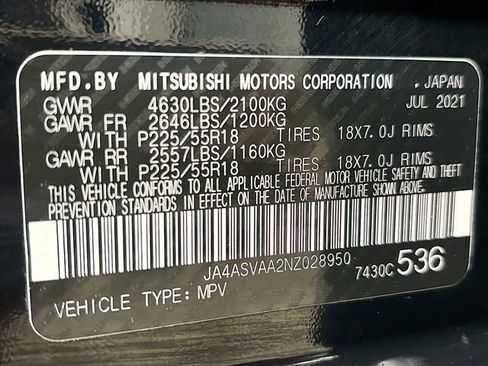 MFD.BY MITSUBISHI MOTORS CORPORATION . JAPAN
GVWR 4630LBS/2100KG JUL 2021
GAWR FR 2646LBS/1200KG
WITH P225/55R18 TIRES 18X7.0J RIMS
GAWR RR 2557LBS/1160KG
WITH P225/55R18 TIRES 18X7.0J RIMS
THIS VEHICLE CONFORMS TO ALL APPLICABLE FEDERAL MOTOR VEHICLE SAFETY AND THEFT
PREVENTION STANDARDS IN EFFECT ON THE DATE OF MANUFACTURE SHOWN ABOVE.
JA4ASVAA2NZ028950
7430C 536
VEHICLE TYPE: MPV